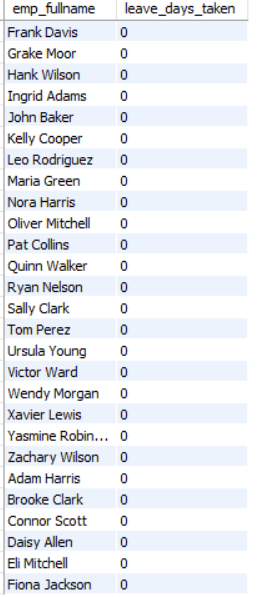 emp_fullname leave_days_taken
Frank Davis 0
Grake Moor 0
Hank Wilson 0
Ingrid Adams 0
John Baker 0
Kelly Cooper 0
Leo Rodriguez 0
Maria Green 0
Nora Harris 0
Oliver Mitchell 0
Pat Collins 0
Quinn Walker 0
Ryan Nelson 0
Sally Clark 0
Tom Perez 0
Ursula Young 0
Victor Ward 0
Wendy Morgan 0
Xavier Lewis 0
Yasmine Robin... 0
Zachary Wilson 0
Adam Harris 0
Brooke Clark 0
Connor Scott 0
Daisy Allen 0
Eli Mitchell 0
Fiona Jackson 0